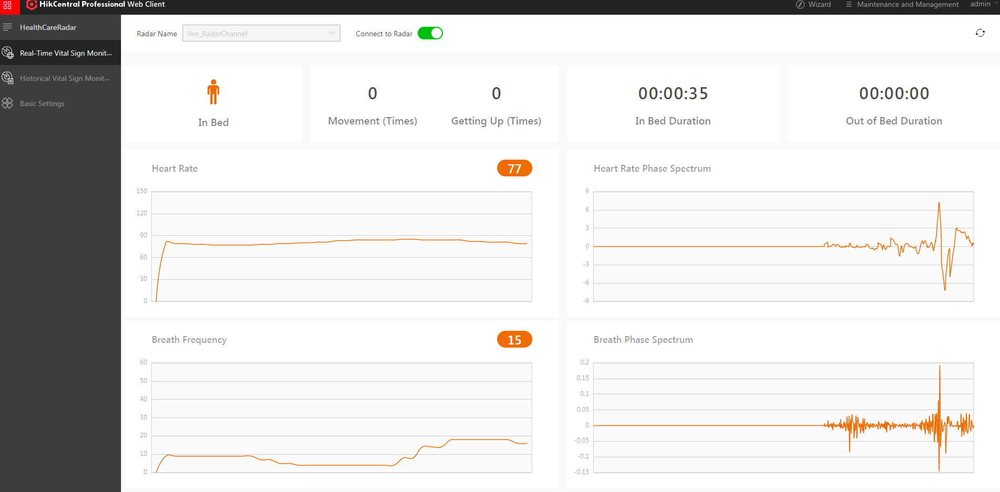 HikCentral Professional Web Client
Wizard
Maintenance and Management
admin
HealthCareRadar
Real-Time Vital Sign Monit...
Historical Vital Sign Monit...
Basic Settings
Radar Name
live_RadarChannel
Connect to Radar
In Bed
0
Movement (Times)
0
Getting Up (Times)
00:00:35
In Bed Duration
00:00:00
Out of Bed Duration
Heart Rate
77
150
120
90
60
30
0
Heart Rate Phase Spectrum
9
6
3
0
-3
-6
-9
Breath Frequency
15
60
50
40
30
20
10
0
Breath Phase Spectrum
0.2
0.15
0.1
0.05
0
-0.05
-0.1
-0.15